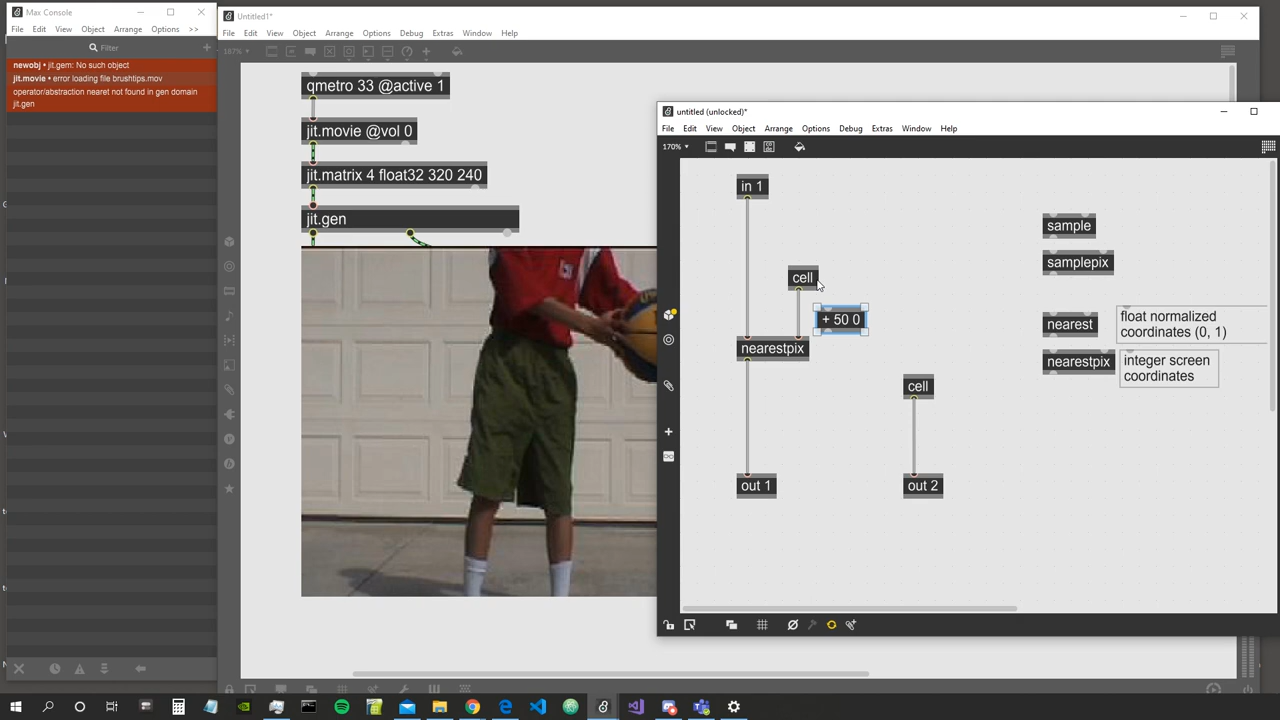 Max Console
File Edit View Object Arrange Options >>
Filter
newobj • jit.gem: No such object
jit.movie • error loading file brushtips.mov
operator/abstraction nearet not found in gen domain
jit.gen
Untitled1*
File Edit View Object Arrange Options Debug Extras Window Help
187%
qmetro 33 @active 1
jit.movie @vol 0
jit.matrix 4 float32 320 240
jit.gen
untitled (unlocked)*
File Edit View Object Arrange Options Debug Extras Window Help
170%
in 1
cell
+ 50 0
nearestpix
cell
out 1
out 2
sample
samplepix
nearest
float normalized
coordinates (0, 1)
nearestpix
integer screen
coordinates